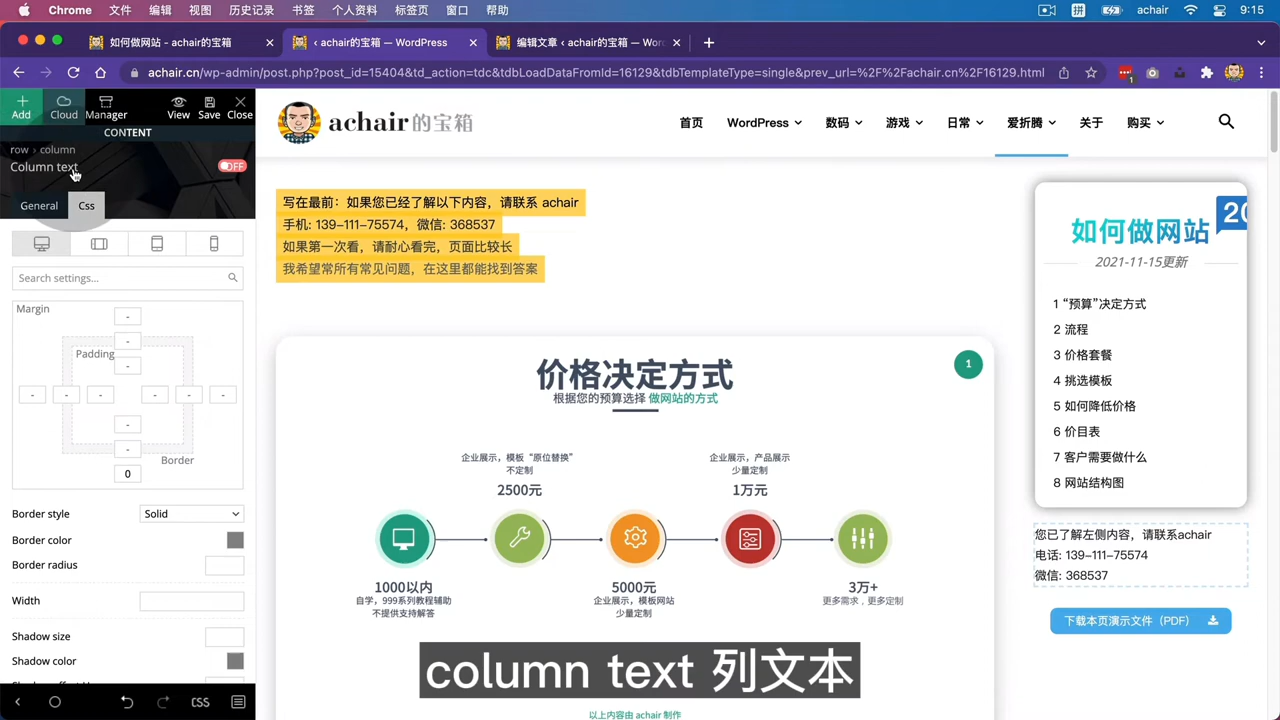 Chrome 文件 修改 显示 历史记录 书签 个人资料 标签页 窗口 帮助
拼 achair 9:15
如何做网站 - achair的宝箱
‹ achair的宝箱 — WordPress
编辑文章 ‹ achair的宝箱 — Wor
achair.cn/wp-admin/post.php?post_id=15404&td_action=tdc&tdbLoadDataFromId=16129&tdbTemplateType=single&prev_url=%2F%2Fachair.cn%2F16129.html
Add Cloud Manager View Save Close
CONTENT
row › column
Column text
OFF
General Css
Search settings...
Margin
Padding
Border
0
Border style Solid
Border color
Border radius
Width
Shadow size
Shadow color
CSS
achair的宝箱
首页 WordPress 数码 游戏 日常 爱折腾 关于 购买
写在最前：如果您已经了解以下内容，请联系 achair
手机: 139-111-75574，微信: 368537
如果第一次看，请耐心看完，页面比较长
我希望常所有常见问题，在这里都能找到答案
价格决定方式
1
根据您的预算选择 做网站的方式
企业展示，模板“原位替换”
不定制
2500元
企业展示，产品展示
少量定制
1万元
1000以内
自学，999系列教程辅助
不提供支持解答
5000元
企业展示，模板网站
少量定制
3万+
更多需求，更多定制
column text 列文本
以上内容由 achair 制作
20
如何做网站
2021-11-15更新
1 “预算”决定方式
2 流程
3 价格套餐
4 挑选模板
5 如何降低价格
6 价目表
7 客户需要做什么
8 网站结构图
您已了解左侧内容，请联系achair
电话: 139-111-75574
微信: 368537
下载本页演示文件（PDF）